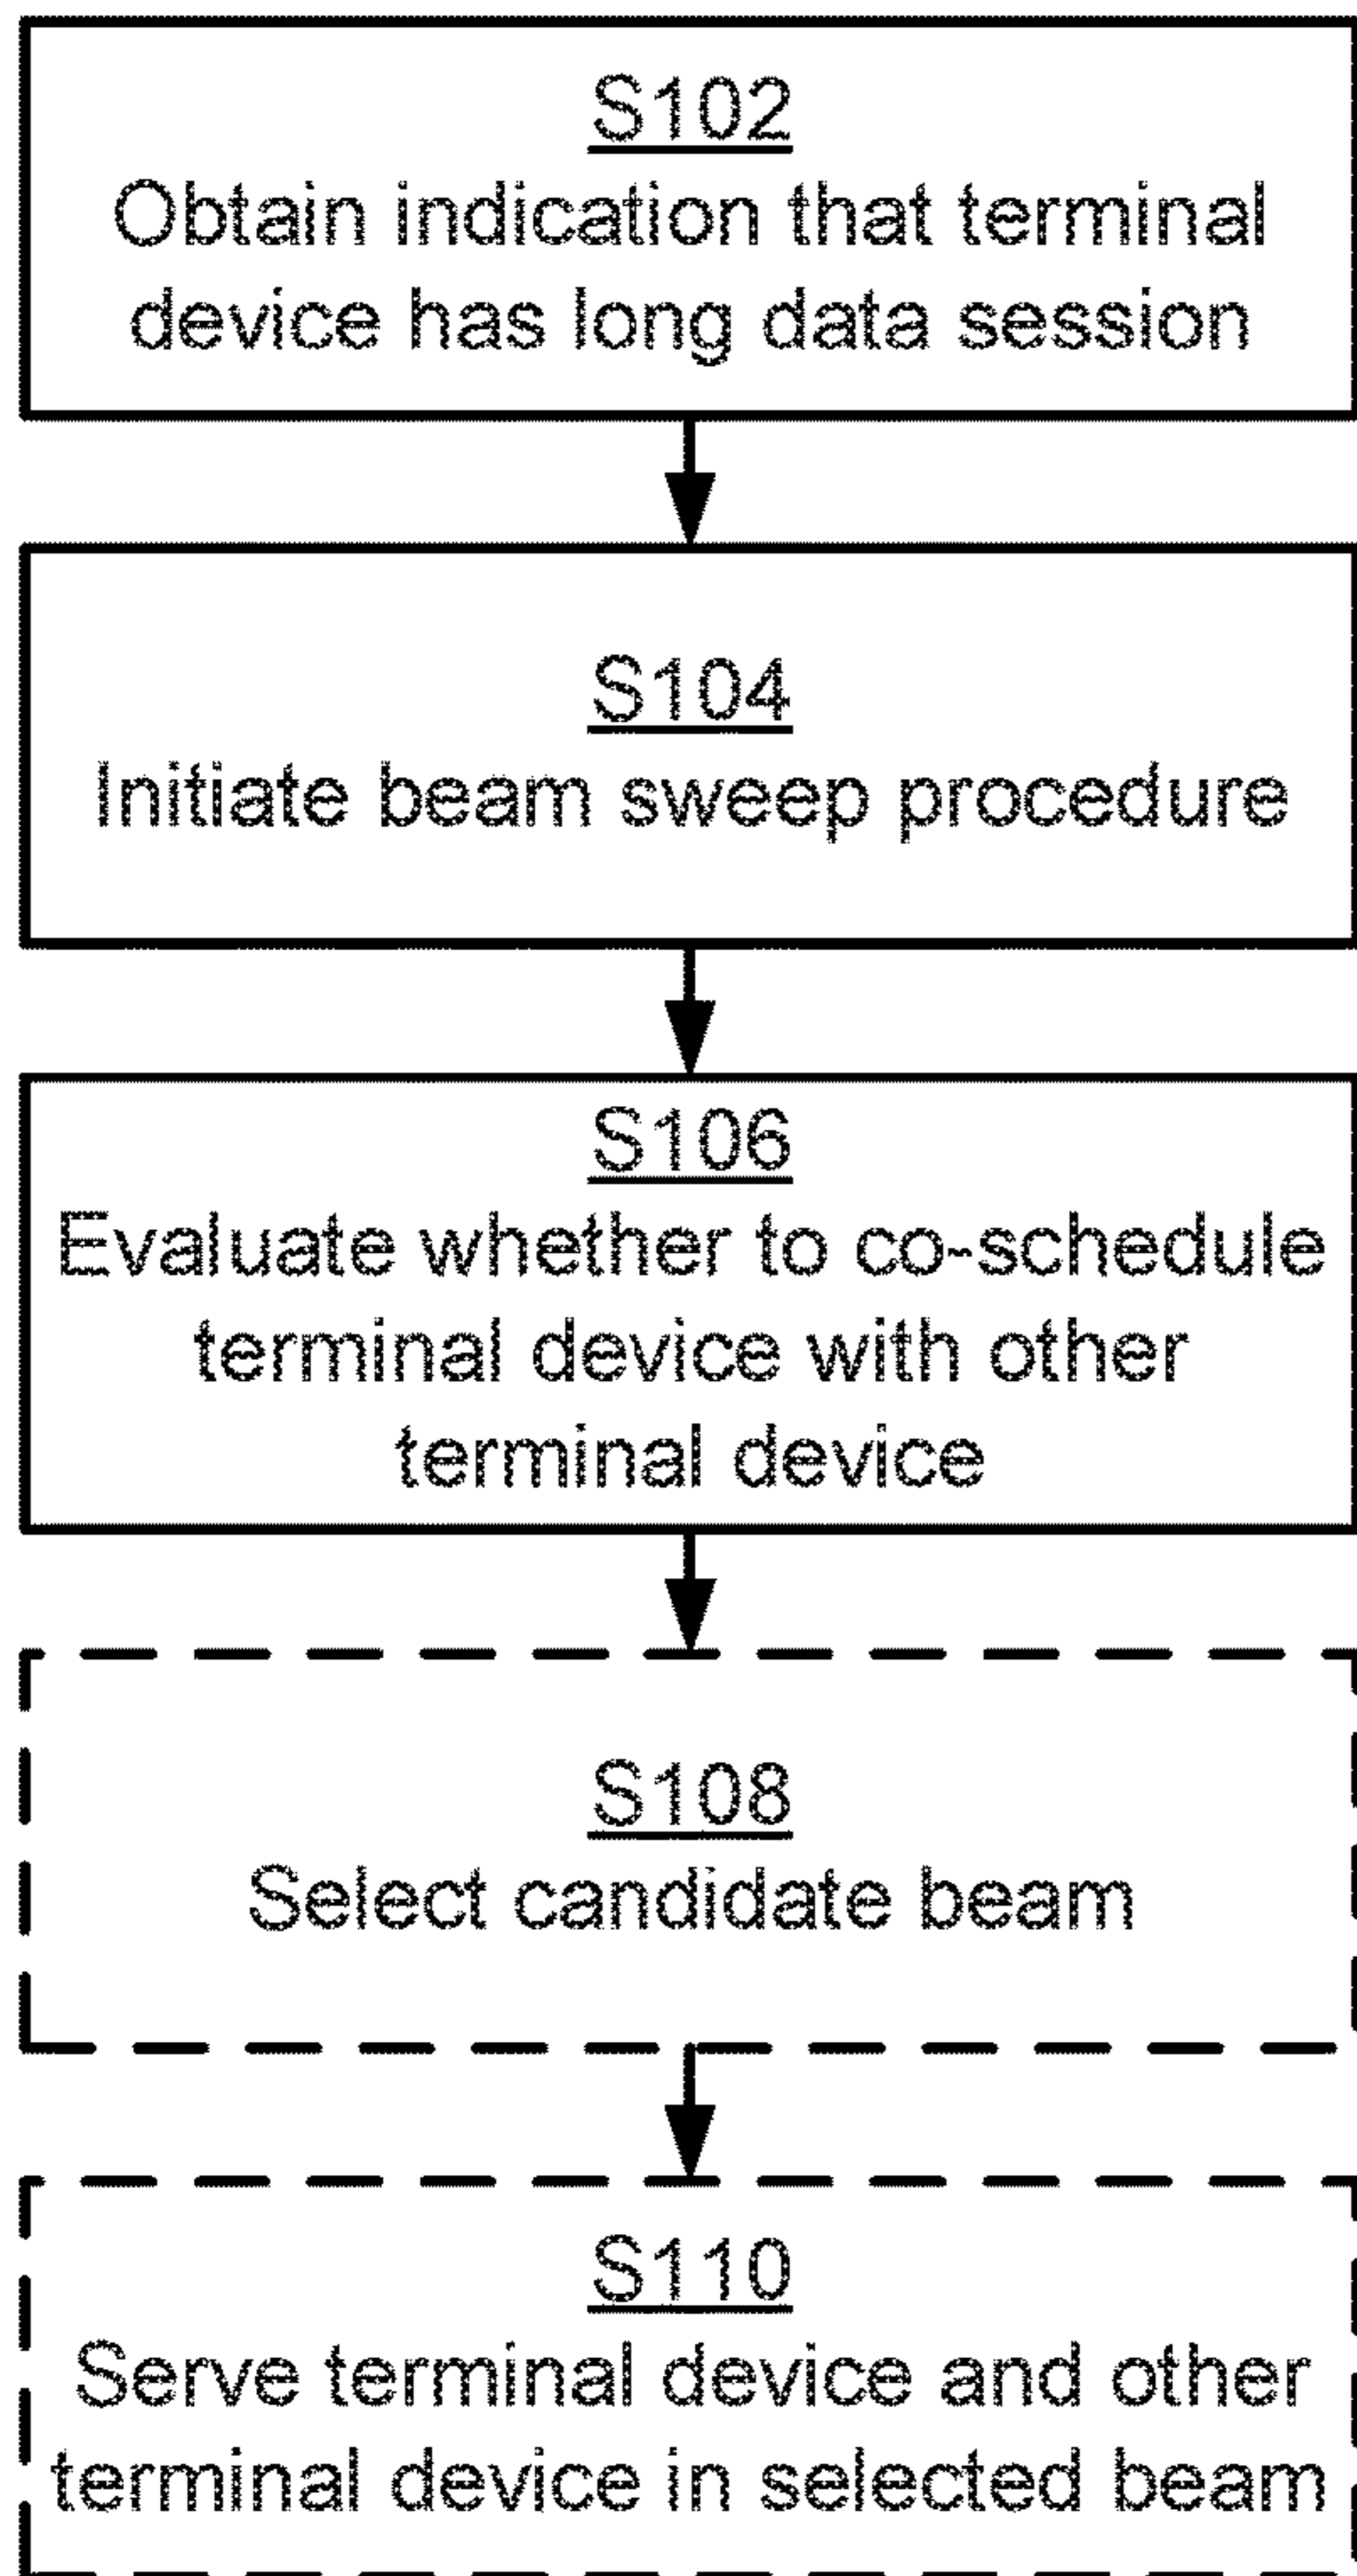 S102
Obtain indication that terminal
device has long data session
S104
Initiate beam sweep procedure
S106
Evaluate whether to co-schedule
terminal device with other
terminal device
S108
Select candidate beam
S110
Serve terminal device and other
terminal device in selected beam